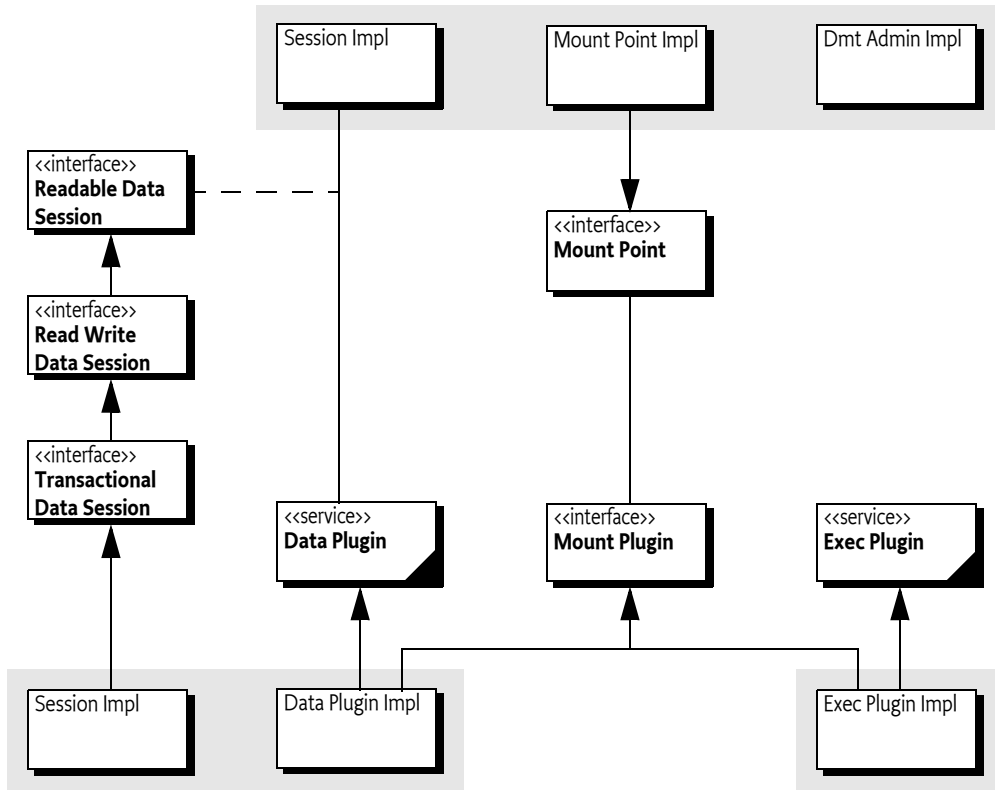 Session Impl
Mount Point Impl
Dmt Admin Impl
<<interface>>
Readable Data
Session
<<interface>>
Mount Point
<<interface>>
Read Write
Data Session
<<interface>>
Transactional
Data Session
<<service>>
Data Plugin
<<interface>>
Mount Plugin
<<service>>
Exec Plugin
Session Impl
Data Plugin Impl
Exec Plugin Impl